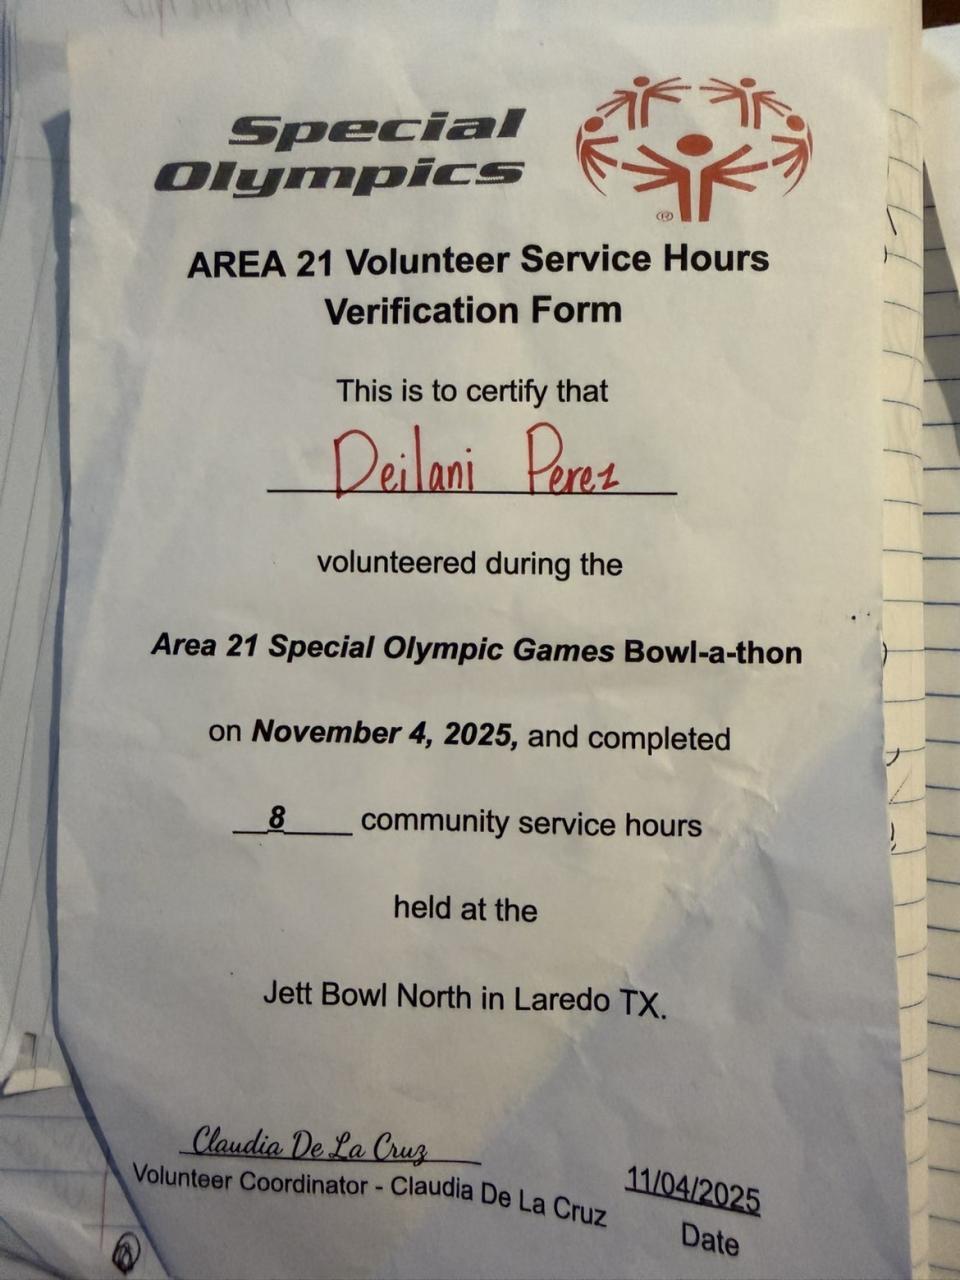 Special
Olympics
®
AREA 21 Volunteer Service Hours
Verification Form
This is to certify that
Deilani Perez
volunteered during the
Area 21 Special Olympic Games Bowl-a-thon
on November 4, 2025, and completed
8 community service hours
held at the
Jett Bowl North in Laredo TX.
Claudia De La Cruz
Volunteer Coordinator - Claudia De La Cruz
11/04/2025
Date